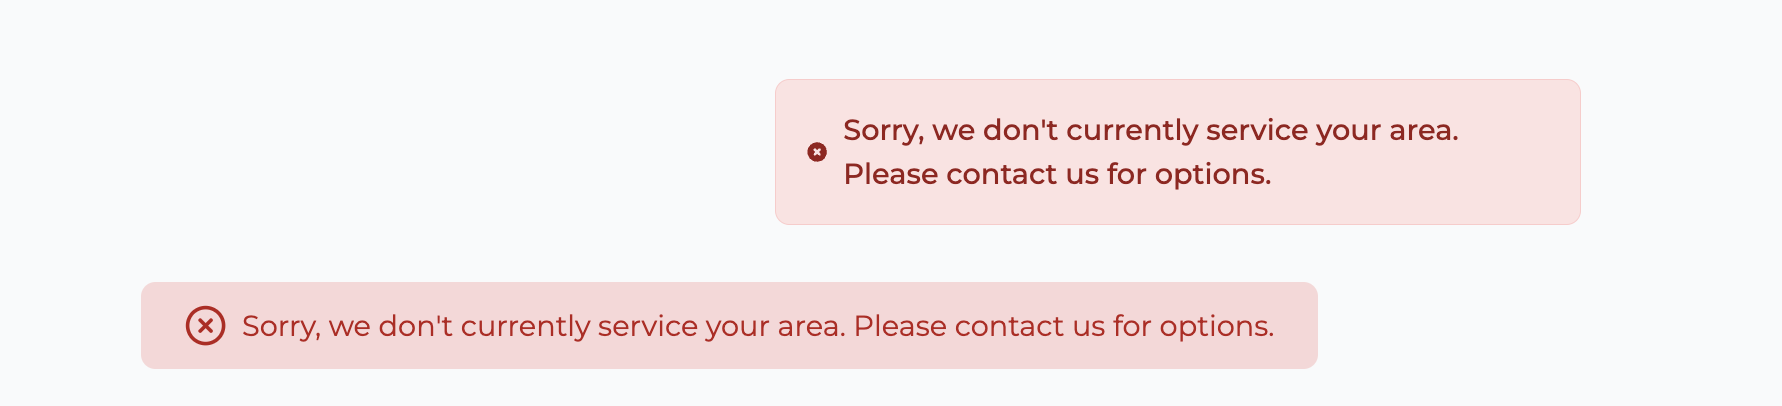 Sorry, we don't currently service your area.
Please contact us for options.
Sorry, we don't currently service your area. Please contact us for options.